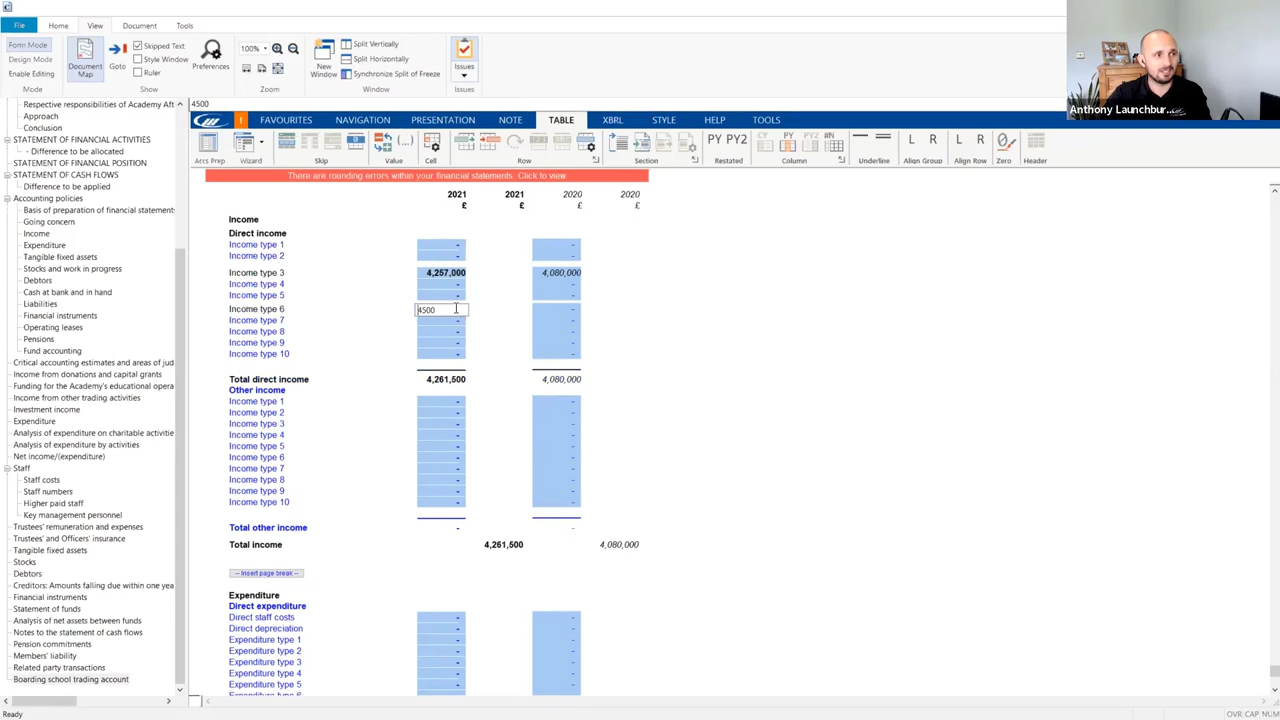 File Home View Document Tools
Form Mode
Design Mode
Enable Editing
Mode
Document Map
Goto
Skipped Text
Style Window
Ruler
Show
Preferences
100%
Zoom
New Window
Split Vertically
Split Horizontally
Synchronize Split of Freeze
Window
Issues
Issues
Anthony Launchbur...
4500
! FAVOURITES NAVIGATION PRESENTATION NOTE TABLE XBRL STYLE HELP TOOLS
PY PY2 L R L R
Accs Prep Wizard Skip Value Cell Row Section Restated Column Underline Align Group Align Row Zero Header
There are rounding errors within your financial statements. Click to view
Respective responsibilities of Academy Aft
Approach
Conclusion
STATEMENT OF FINANCIAL ACTIVITIES
Difference to be allocated
STATEMENT OF FINANCIAL POSITION
STATEMENT OF CASH FLOWS
Difference to be applied
Accounting policies
Basis of preparation of financial statement:
Going concern
Income
Expenditure
Tangible fixed assets
Stocks and work in progress
Debtors
Cash at bank and in hand
Liabilities
Financial instruments
Operating leases
Pensions
Fund accounting
Critical accounting estimates and areas of jud
Income from donations and capital grants
Funding for the Academy's educational opera
Income from other trading activities
Investment income
Expenditure
Analysis of expenditure on charitable activitie
Analysis of expenditure by activities
Net income/(expenditure)
Staff
Staff costs
Staff numbers
Higher paid staff
Key management personnel
Trustees' remuneration and expenses
Trustees' and Officers' insurance
Tangible fixed assets
Stocks
Debtors
Creditors: Amounts falling due within one year
Financial instruments
Statement of funds
Analysis of net assets between funds
Notes to the statement of cash flows
Pension commitments
Members' liability
Related party transactions
Boarding school trading account
2021 2021 2020 2020
£ £ £ £
Income
Direct income
Income type 1 - -
Income type 2 - -
Income type 3 4,257,000 4,080,000
Income type 4 - -
Income type 5 - -
Income type 6 4500 -
Income type 7 - -
Income type 8 - -
Income type 9 - -
Income type 10 - -
Total direct income 4,261,500 4,080,000
Other income
Income type 1 - -
Income type 2 - -
Income type 3 - -
Income type 4 - -
Income type 5 - -
Income type 6 - -
Income type 7 - -
Income type 8 - -
Income type 9 - -
Income type 10 - -
Total other income - -
Total income 4,261,500 4,080,000
-- Insert page break --
Expenditure
Direct expenditure
Direct staff costs - -
Direct depreciation - -
Expenditure type 1 - -
Expenditure type 2 - -
Expenditure type 3 - -
Expenditure type 4 - -
Expenditure type 5 - -
Ready
OVR CAP NUM